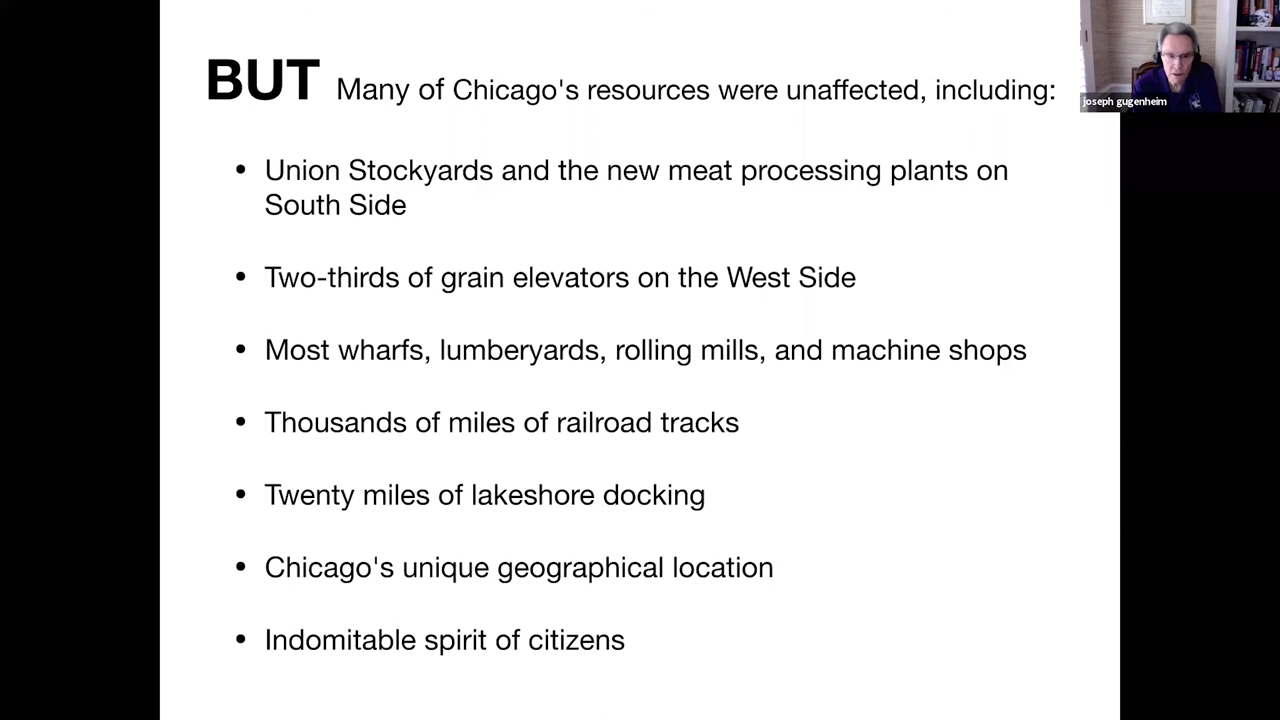 BUT Many of Chicago's resources were unaffected, including:
joseph gugenheim
• Union Stockyards and the new meat processing plants on
South Side
• Two-thirds of grain elevators on the West Side
• Most wharfs, lumberyards, rolling mills, and machine shops
• Thousands of miles of railroad tracks
• Twenty miles of lakeshore docking
• Chicago's unique geographical location
• Indomitable spirit of citizens